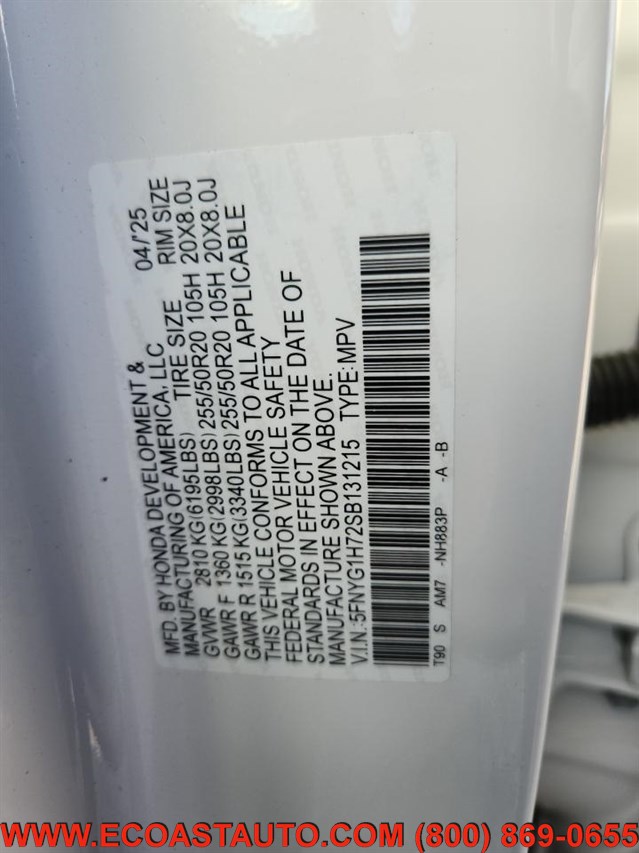 MFD. BY HONDA DEVELOPMENT & 04/'25
MANUFACTURING OF AMERICA, LLC
GVWR 2810 KG(6195LBS) TIRE SIZE RIM SIZE
GAWR F 1360 KG(2998LBS)255/50R20 105H 20X8.0J
GAWR R 1515 KG(3340LBS)255/50R20 105H 20X8.0J
THIS VEHICLE CONFORMS TO ALL APPLICABLE
FEDERAL MOTOR VEHICLE SAFETY
STANDARDS IN EFFECT ON THE DATE OF
MANUFACTURE SHOWN ABOVE.
V.I.N.:5FNYG1H72SB131215 TYPE:MPV
T90 S AM7 -NH883P -A -B
WWW.ECOASTAUTO.COM (800) 869-0655